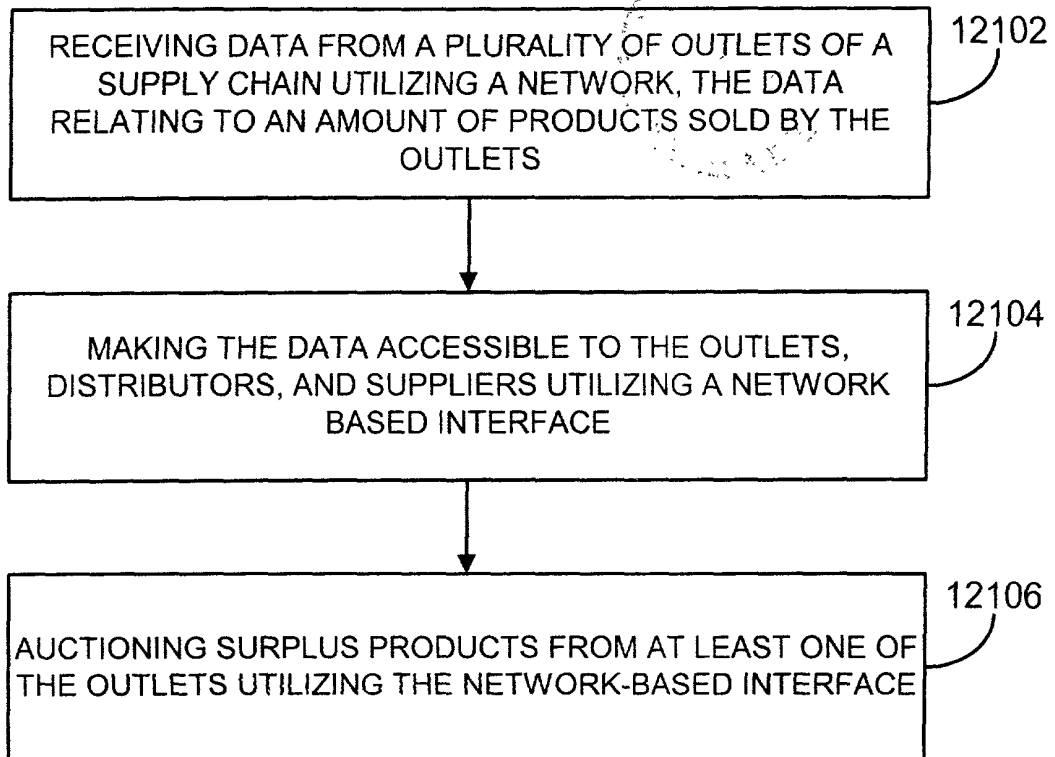 RECEIVING DATA FROM A PLURALITY OF OUTLETS OF A
SUPPLY CHAIN UTILIZING A NETWORK, THE DATA
RELATING TO AN AMOUNT OF PRODUCTS SOLD BY THE
OUTLETS
12102
MAKING THE DATA ACCESSIBLE TO THE OUTLETS,
DISTRIBUTORS, AND SUPPLIERS UTILIZING A NETWORK
BASED INTERFACE
12104
AUCTIONING SURPLUS PRODUCTS FROM AT LEAST ONE OF
THE OUTLETS UTILIZING THE NETWORK-BASED INTERFACE
12106